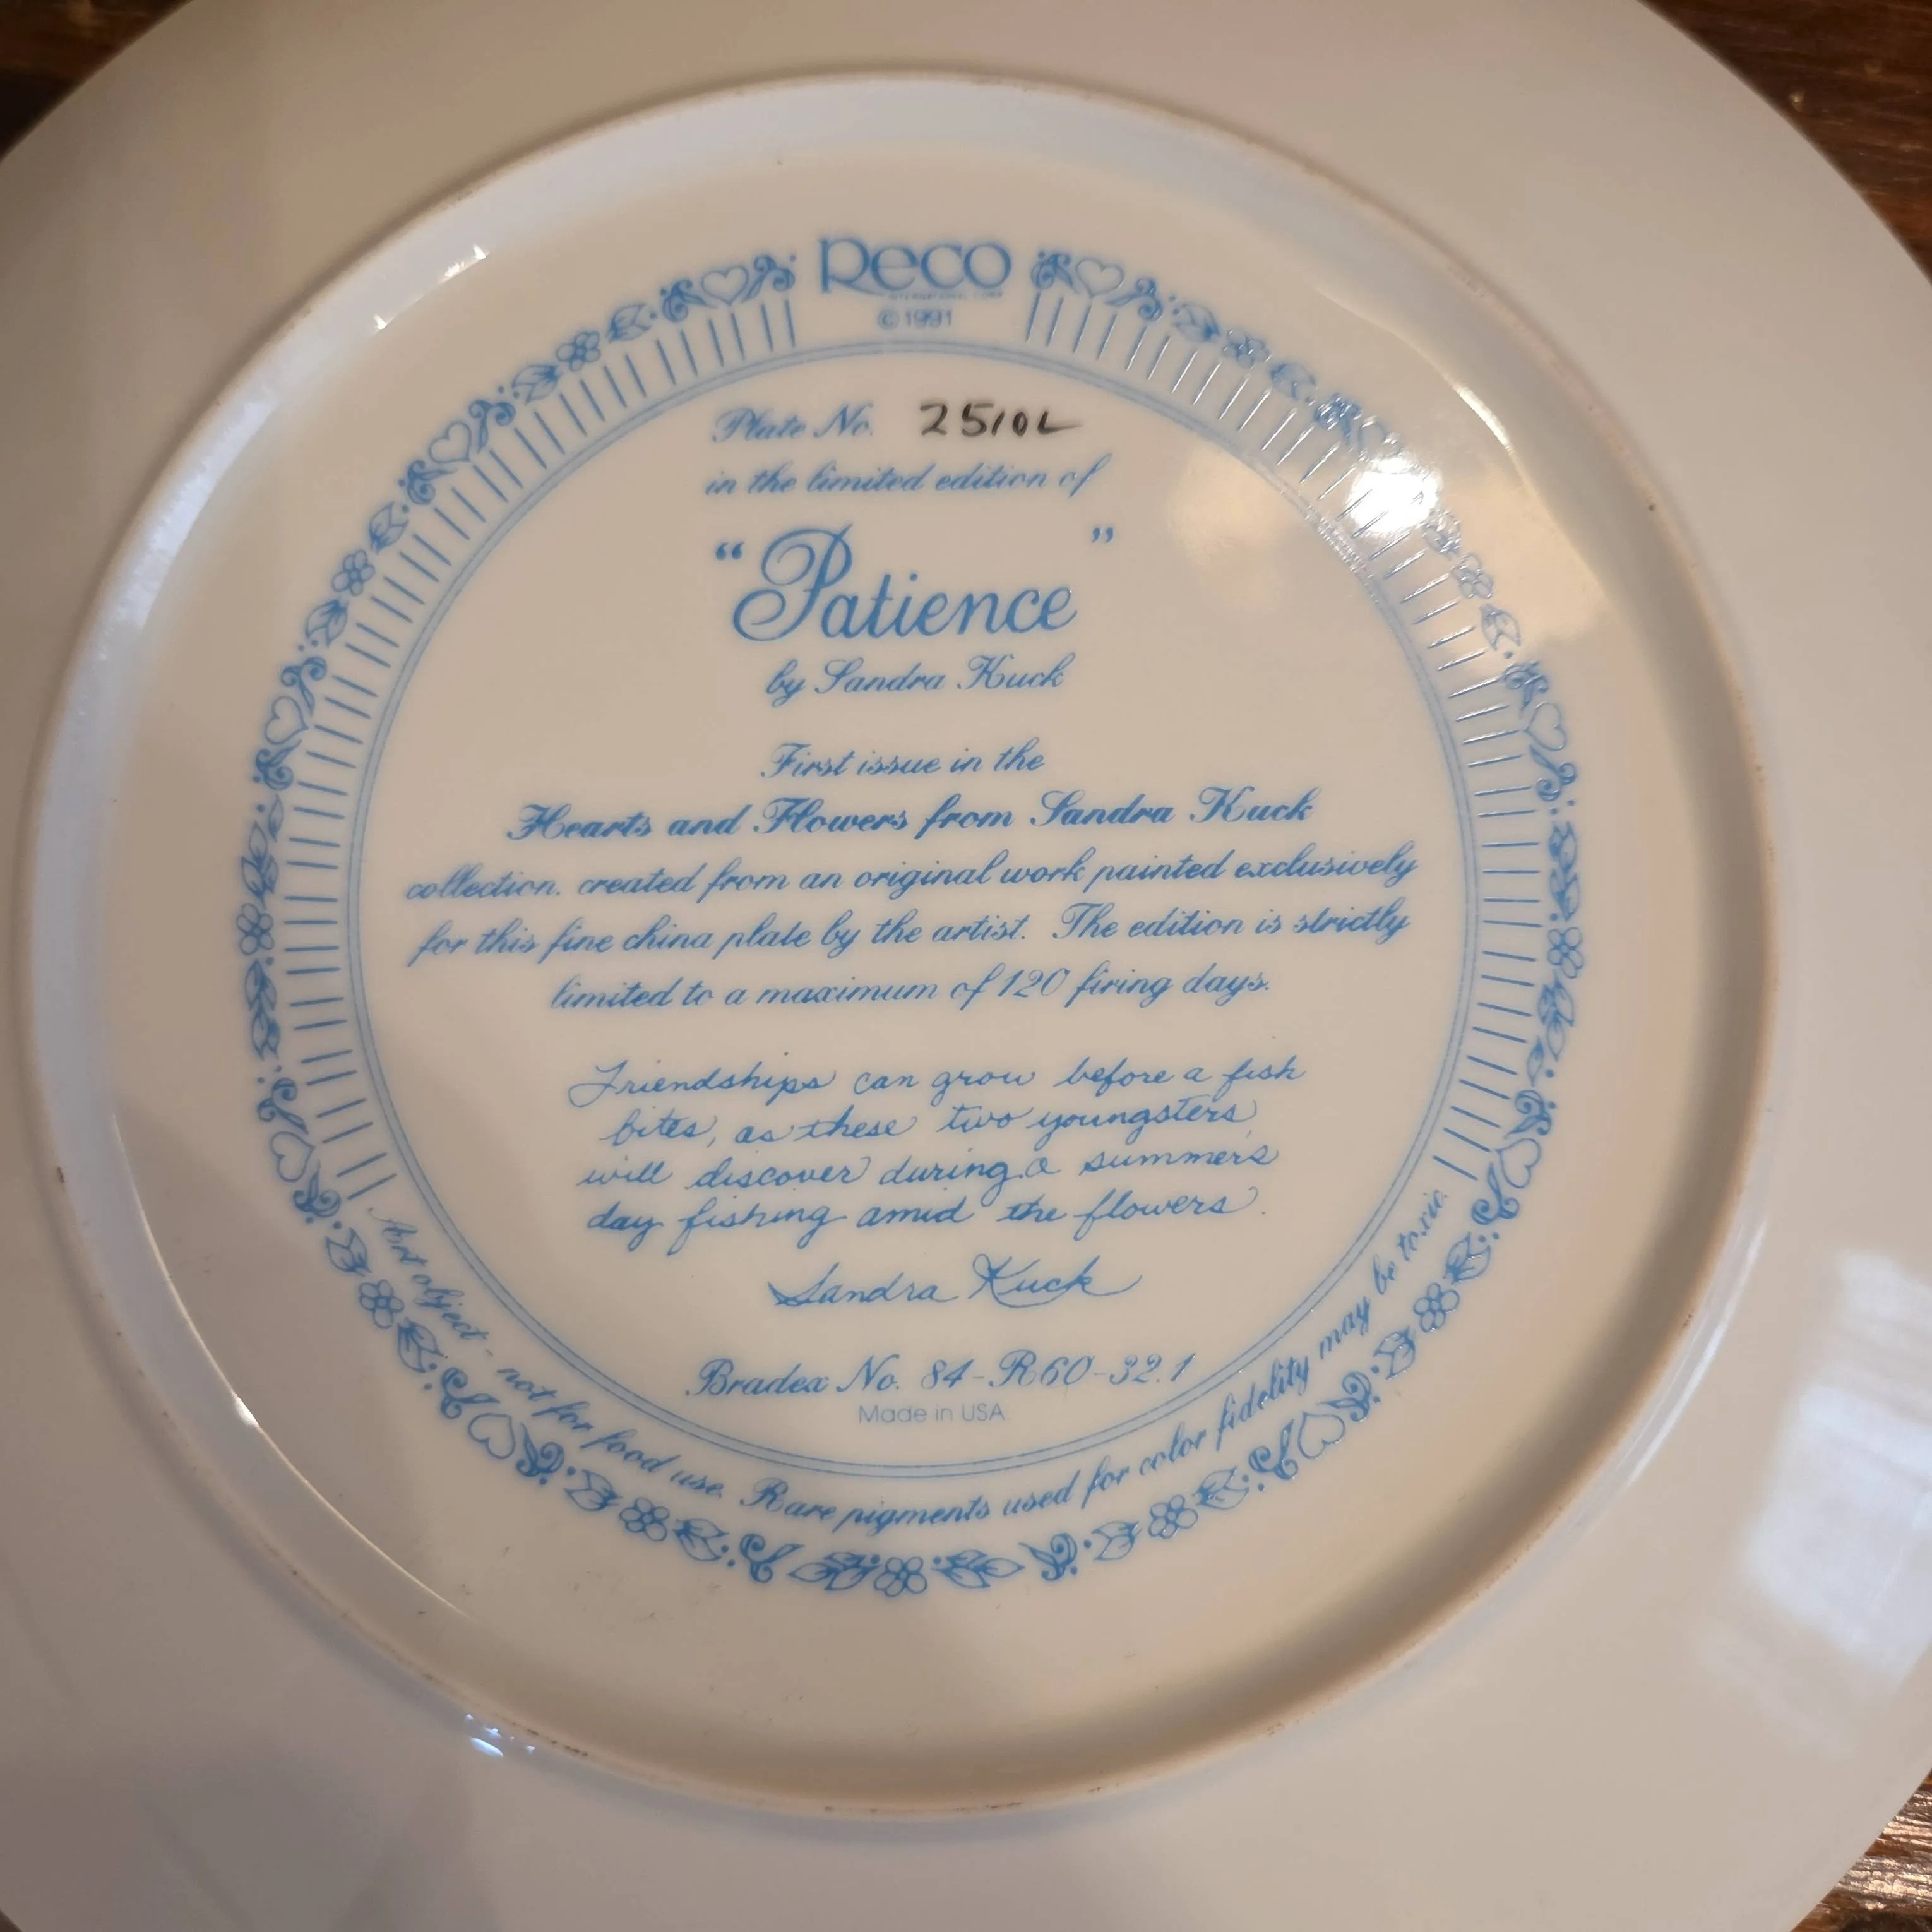 Reco
INTERNATIONAL CORP.
©1991
Plate No. 2510L
in the limited edition of
"Patience"
by Sandra Kuck
First issue in the
Hearts and Flowers from Sandra Kuck
collection. created from an original work painted exclusively
for this fine china plate by the artist. The edition is strictly
limited to a maximum of 120 firing days.
Friendships can grow before a fish
bites, as these two youngsters
will discover during a summers
day fishing amid the flowers.
Sandra Kuck
Bradex No. 84-R60-32.1
Made in USA
Art object - not for food use. Rare pigments used for color fidelity may be toxic.